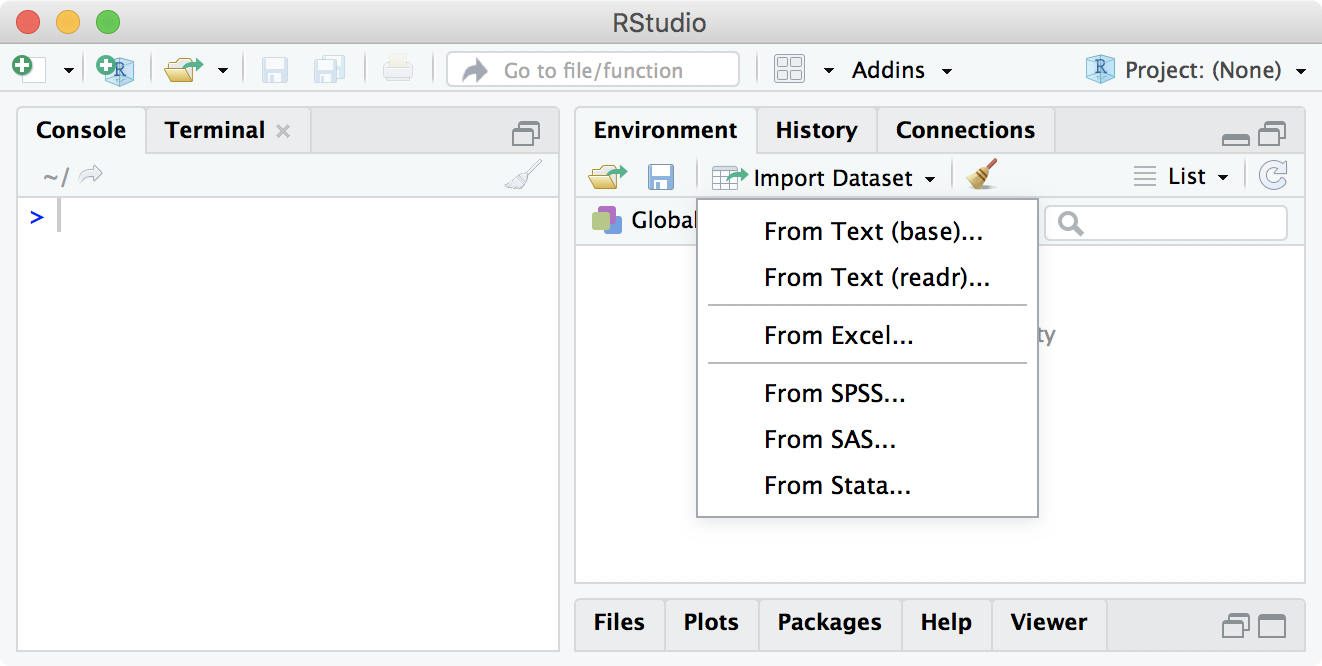 RStudio
Go to file/function
Addins
R Project: (None)
Console
Terminal
~/
>
Environment
History
Connections
Import Dataset
List
Global
From Text (base)...
From Text (readr)...
From Excel...
From SPSS...
From SAS...
From Stata...
ty
Files
Plots
Packages
Help
Viewer